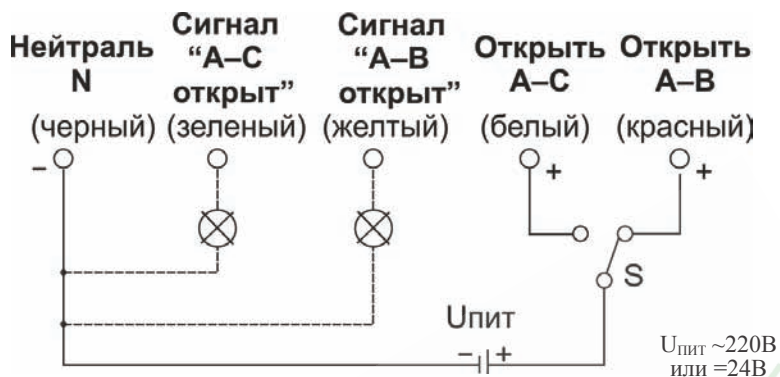 Нейтраль
N
(черный)
Сигнал
“А–С
открыт”
(зеленый)
Сигнал
“А–В
открыт”
(желтый)
Открыть
А–С
(белый)
Открыть
А–В
(красный)
–
+
+
S
Uпит
– +
Uпит ~220В
или =24В